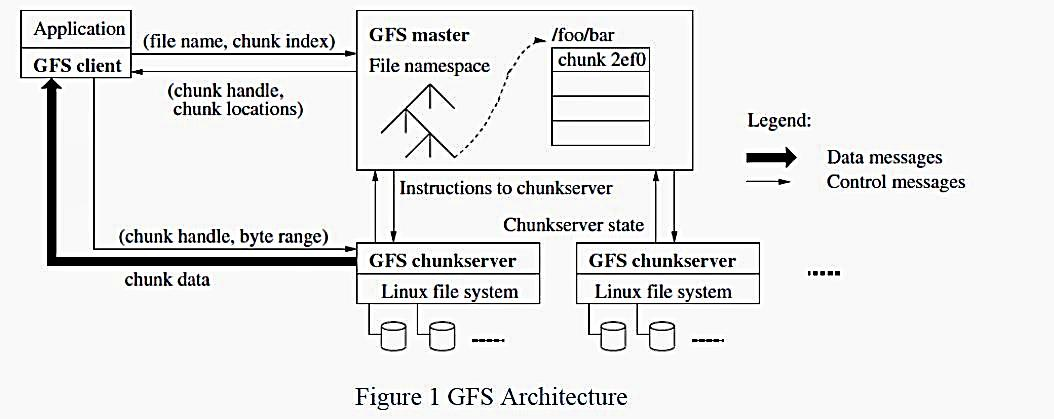 Application
GFS client
(file name, chunk index)
(chunk handle,
chunk locations)
GFS master
File namespace
/foo/bar
chunk 2ef0
Legend:
Data messages
Control messages
Instructions to chunkserver
Chunkserver state
(chunk handle, byte range)
chunk data
GFS chunkserver
Linux file system
GFS chunkserver
Linux file system
Figure 1 GFS Architecture